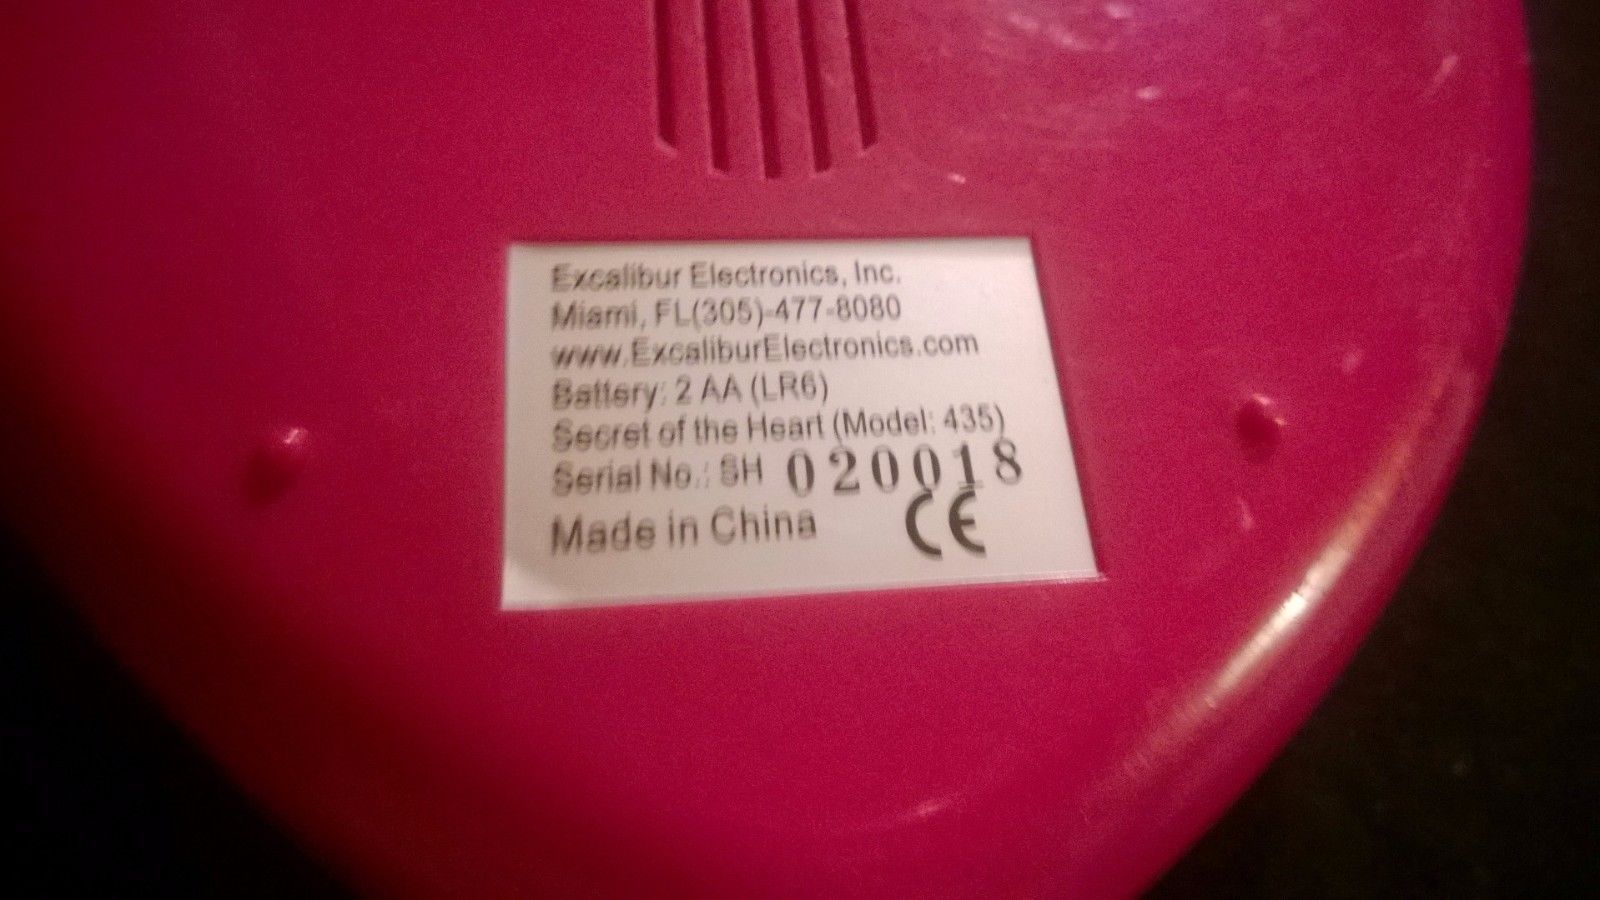 Excalibur Electronics, Inc.
Miami, FL(305)-477-8080
www.ExcaliburElectronics.com
Battery: 2 AA (LR6)
Secret of the Heart (Model: 435)
Serial No.: SH 020018
Made in China CE